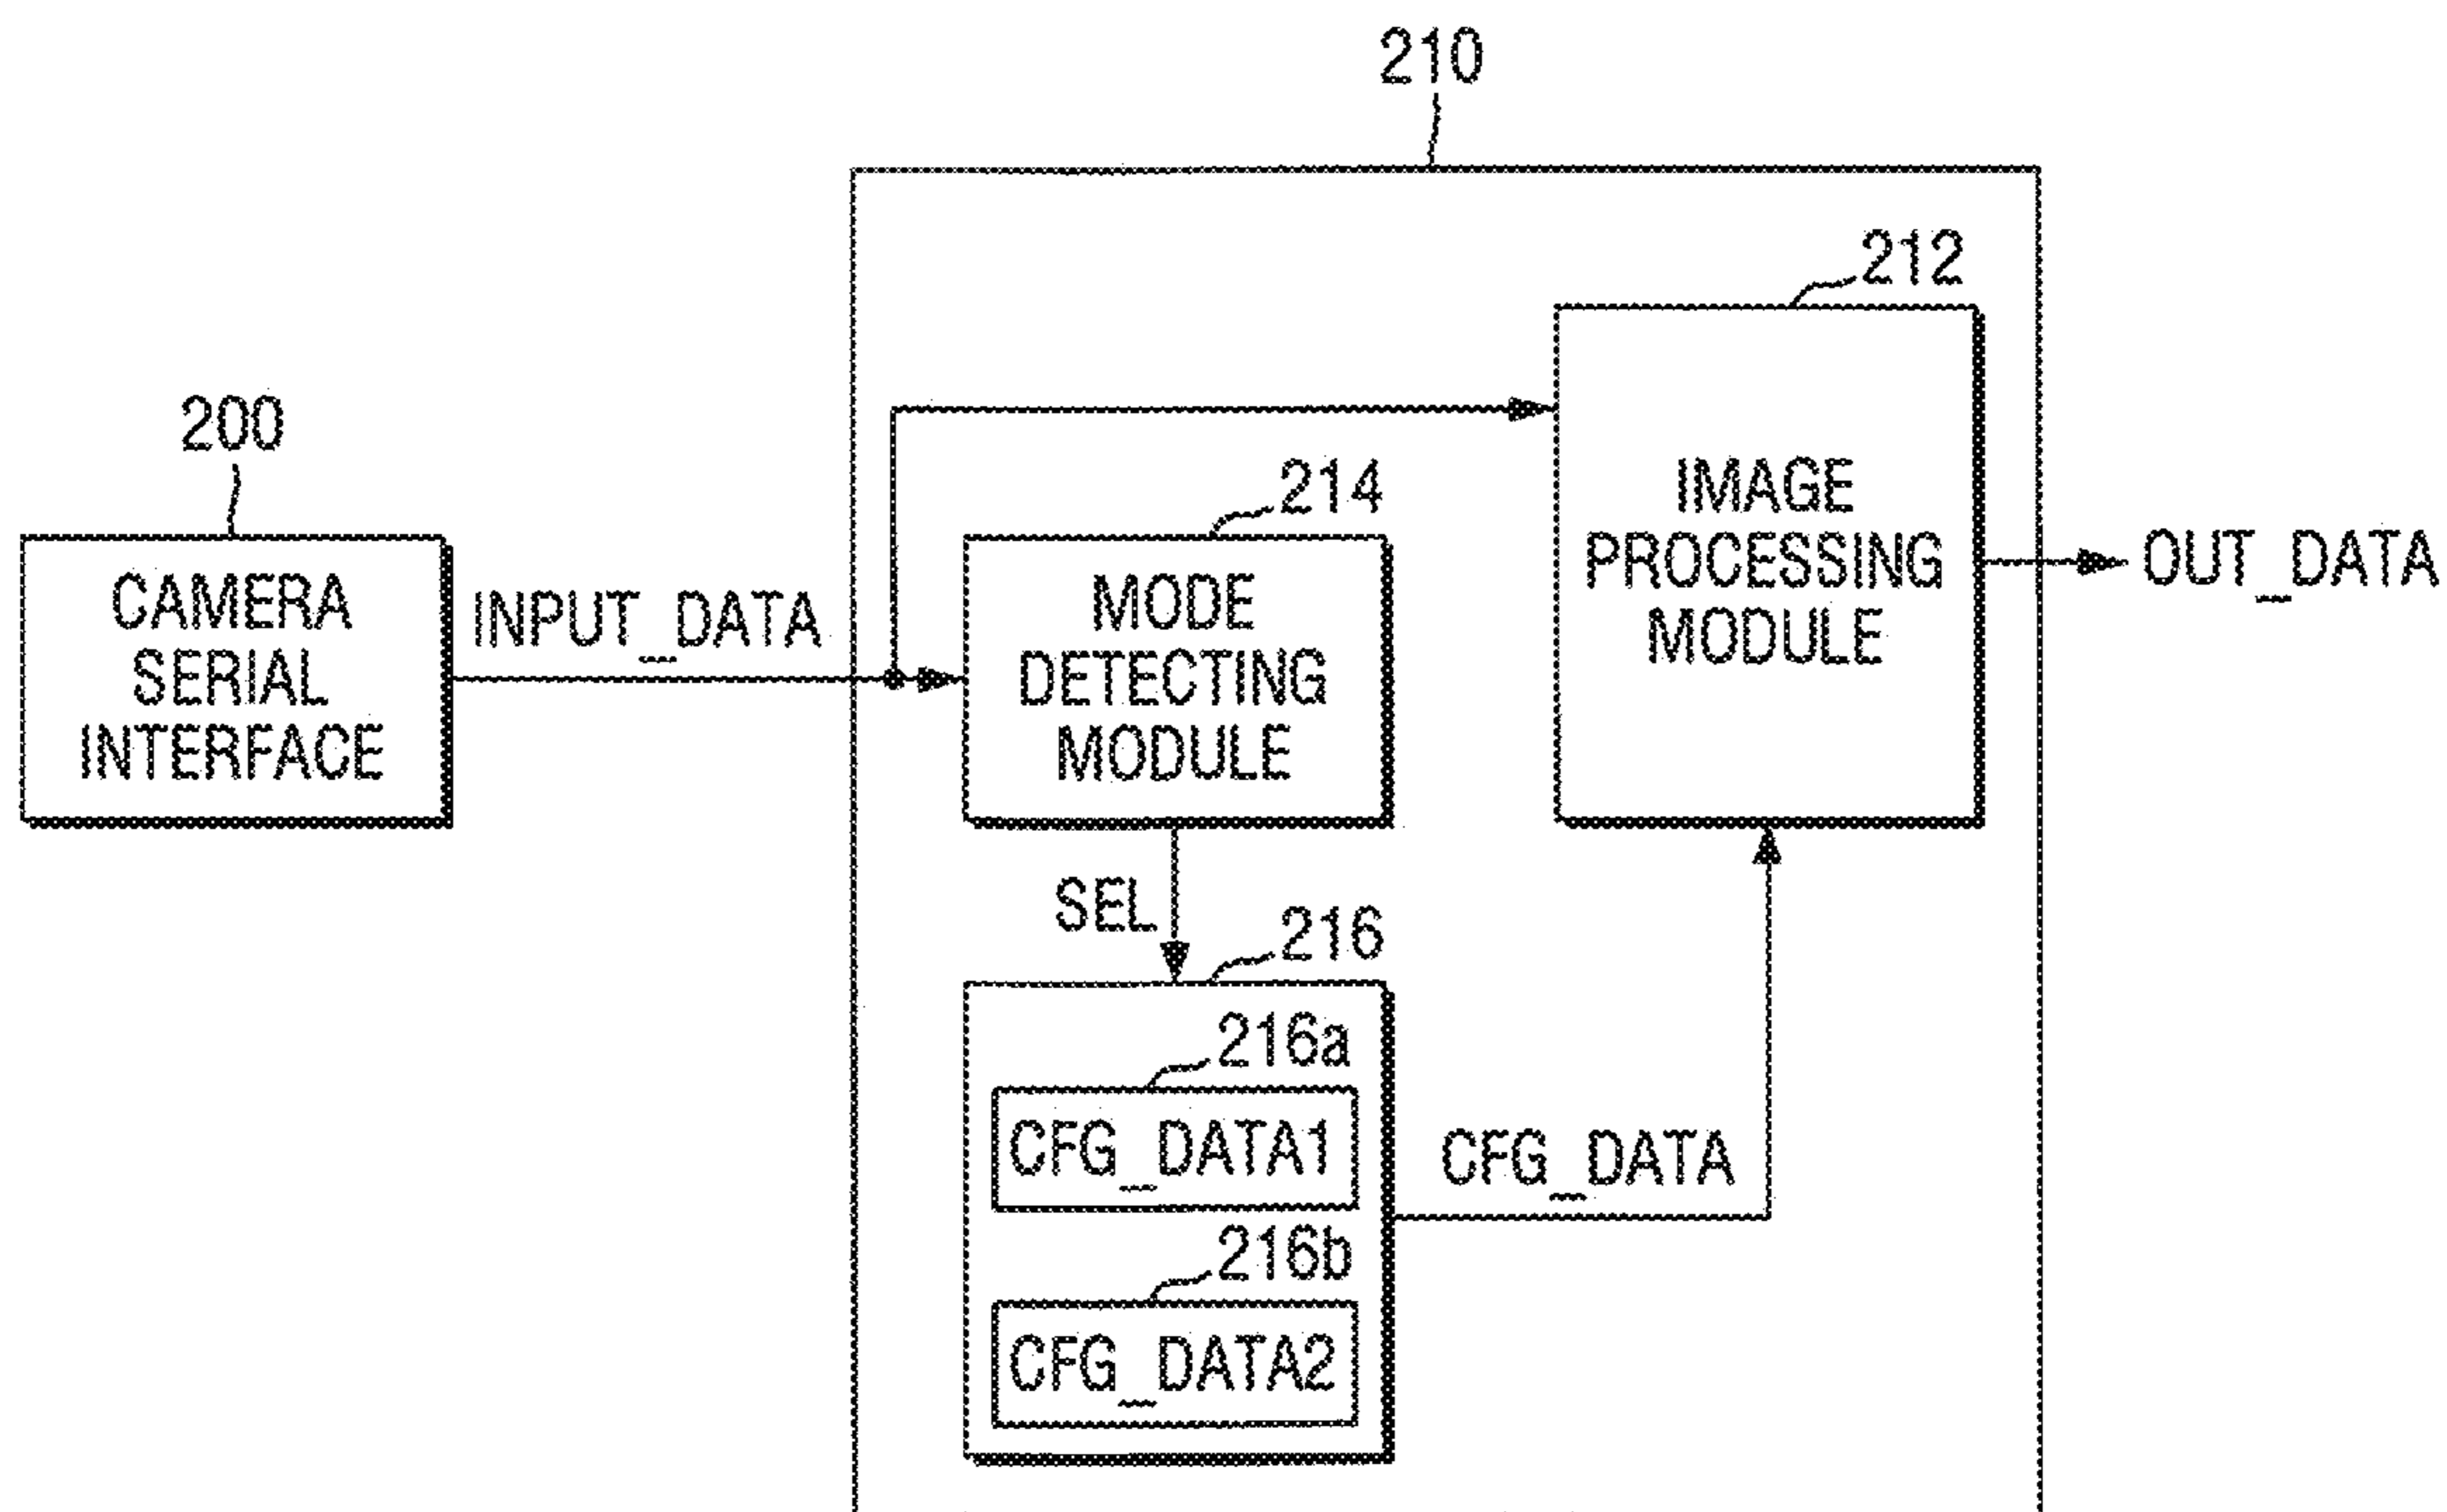 210
212
200
214
CAMERA
SERIAL
INTERFACE
INPUT_DATA
MODE
DETECTING
MODULE
IMAGE
PROCESSING
MODULE
OUT_DATA
SEL
216
216a
CFG_DATA1
CFG_DATA
216b
CFG_DATA2